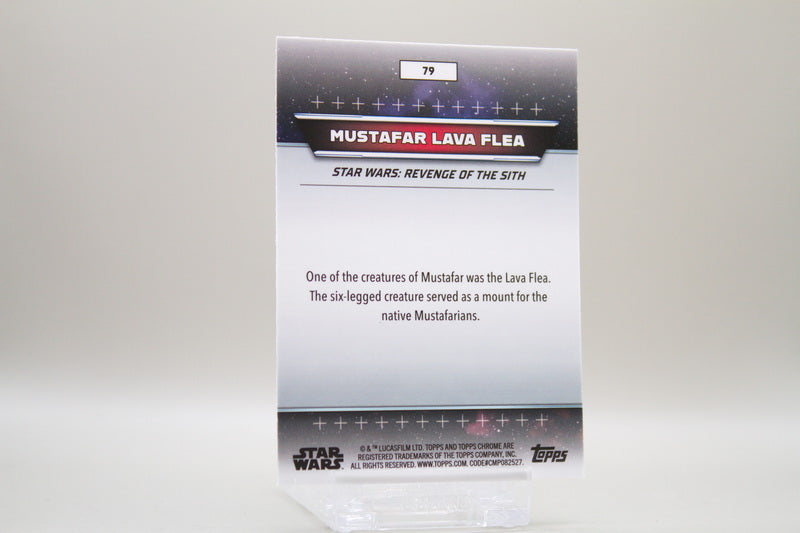 79
MUSTAFAR LAVA FLEA
STAR WARS: REVENGE OF THE SITH
One of the creatures of Mustafar was the Lava Flea.
The six-legged creature served as a mount for the
native Mustafarians.
STAR WARS
© & ™ LUCASFILM LTD. TOPPS AND TOPPS CHROME ARE
REGISTERED TRADEMARKS OF THE TOPPS COMPANY, INC.
ALL RIGHTS RESERVED. WWW.TOPPS.COM. CODE#CMP082527.
Topps